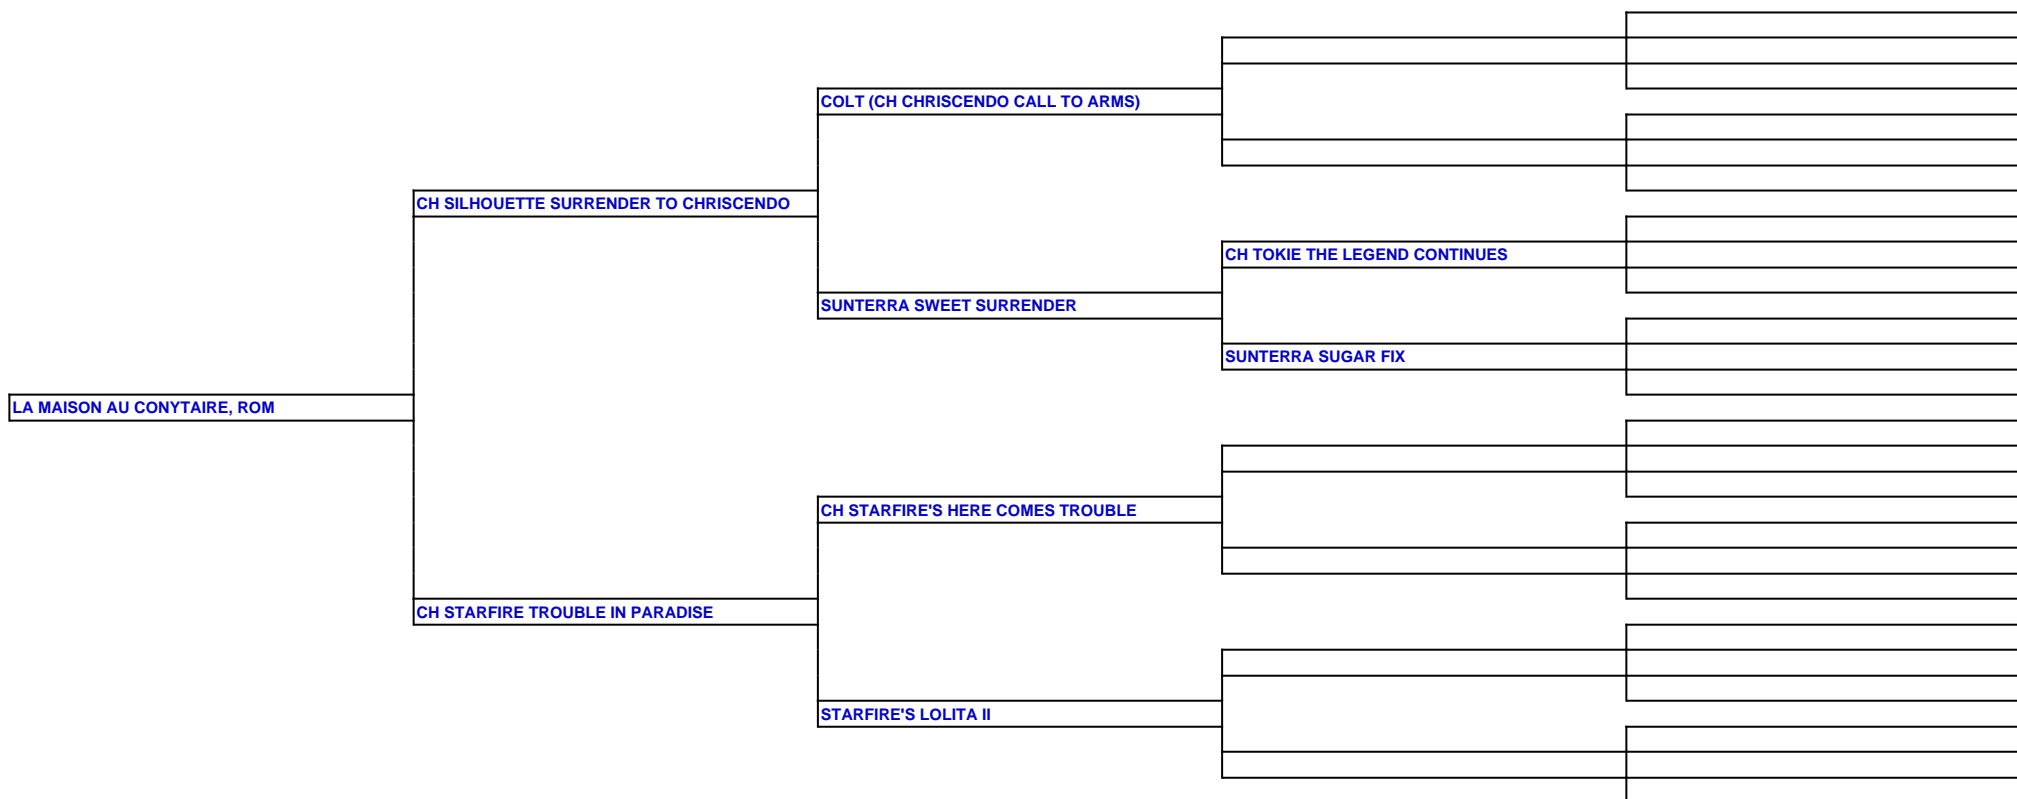 COLT (CH CHRISCENDO CALL TO ARMS)
CH SILHOUETTE SURRENDER TO CHRISCENDO
CH TOKIE THE LEGEND CONTINUES
SUNTERRA SWEET SURRENDER
SUNTERRA SUGAR FIX
LA MAISON AU CONYTAIRE, ROM
CH STARFIRE'S HERE COMES TROUBLE
CH STARFIRE TROUBLE IN PARADISE
STARFIRE'S LOLITA II